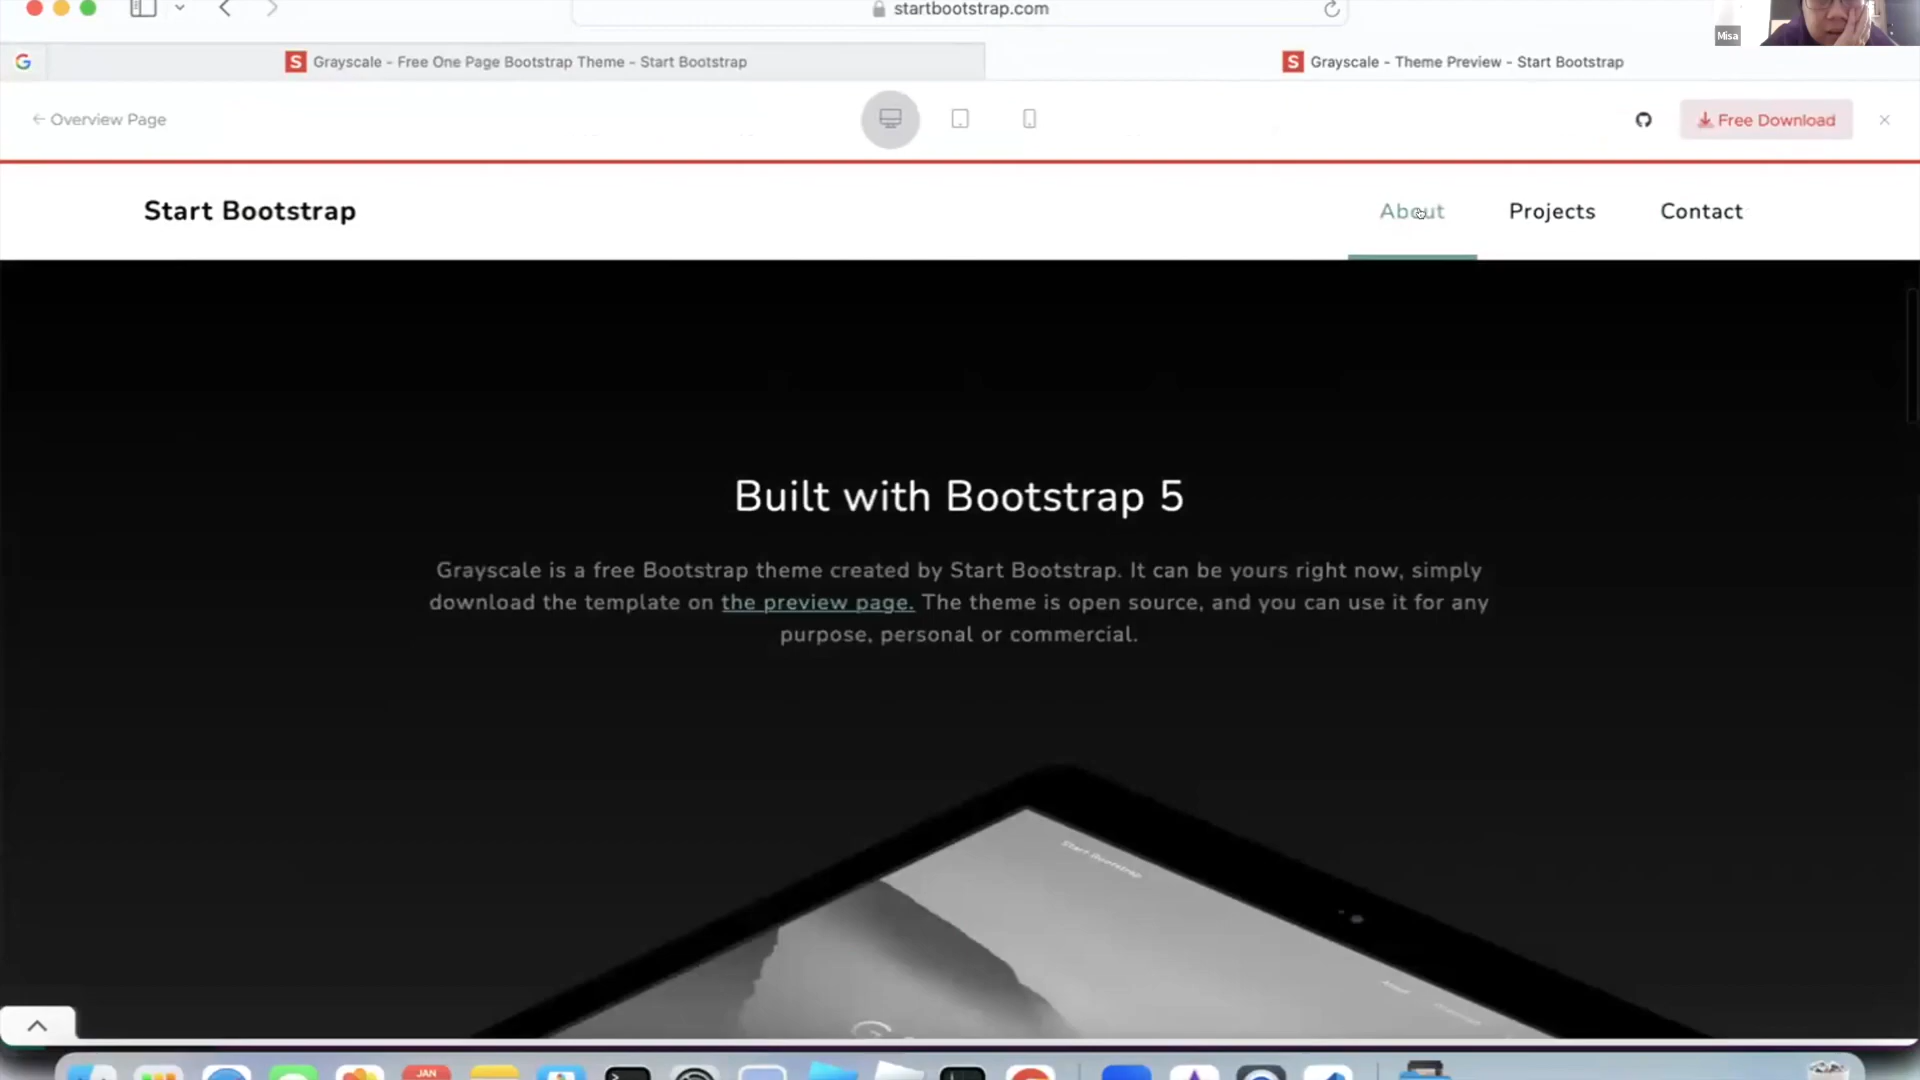 startbootstrap.com
Misa
Grayscale - Free One Page Bootstrap Theme - Start Bootstrap
Grayscale - Theme Preview - Start Bootstrap
Overview Page
Free Download
Start Bootstrap
About
Projects
Contact
Built with Bootstrap 5
Grayscale is a free Bootstrap theme created by Start Bootstrap. It can be yours right now, simply
download the template on the preview page. The theme is open source, and you can use it for any
purpose, personal or commercial.
Start Bootstrap
JAN